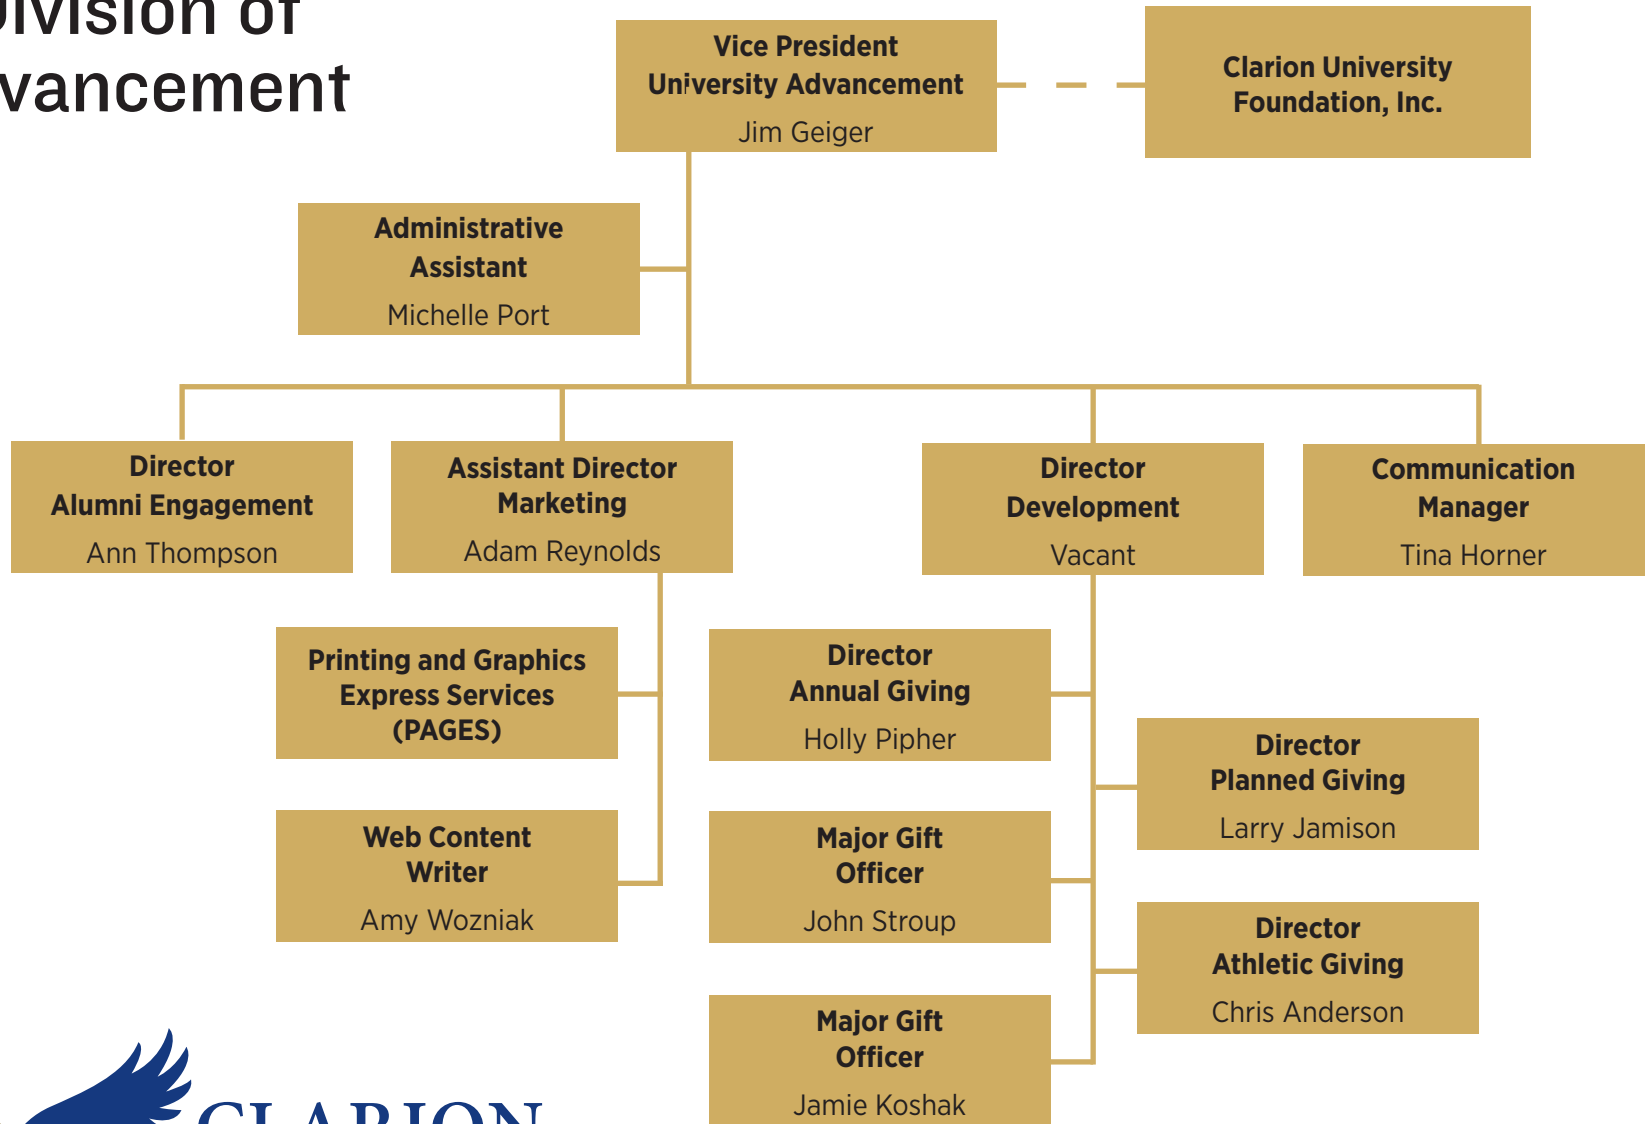 Division of
Advancement
Vice President
University Advancement
Jim Geiger
Clarion University
Foundation, Inc.
Administrative
Assistant
Michelle Port
Director
Alumni Engagement
Ann Thompson
Assistant Director
Marketing
Adam Reynolds
Director
Development
Vacant
Communication
Manager
Tina Horner
Printing and Graphics
Express Services
(PAGES)
Web Content
Writer
Amy Wozniak
Director
Annual Giving
Holly Pipher
Director
Planned Giving
Larry Jamison
Major Gift
Officer
John Stroup
Director
Athletic Giving
Chris Anderson
Major Gift
Officer
Jamie Koshak
CLARION